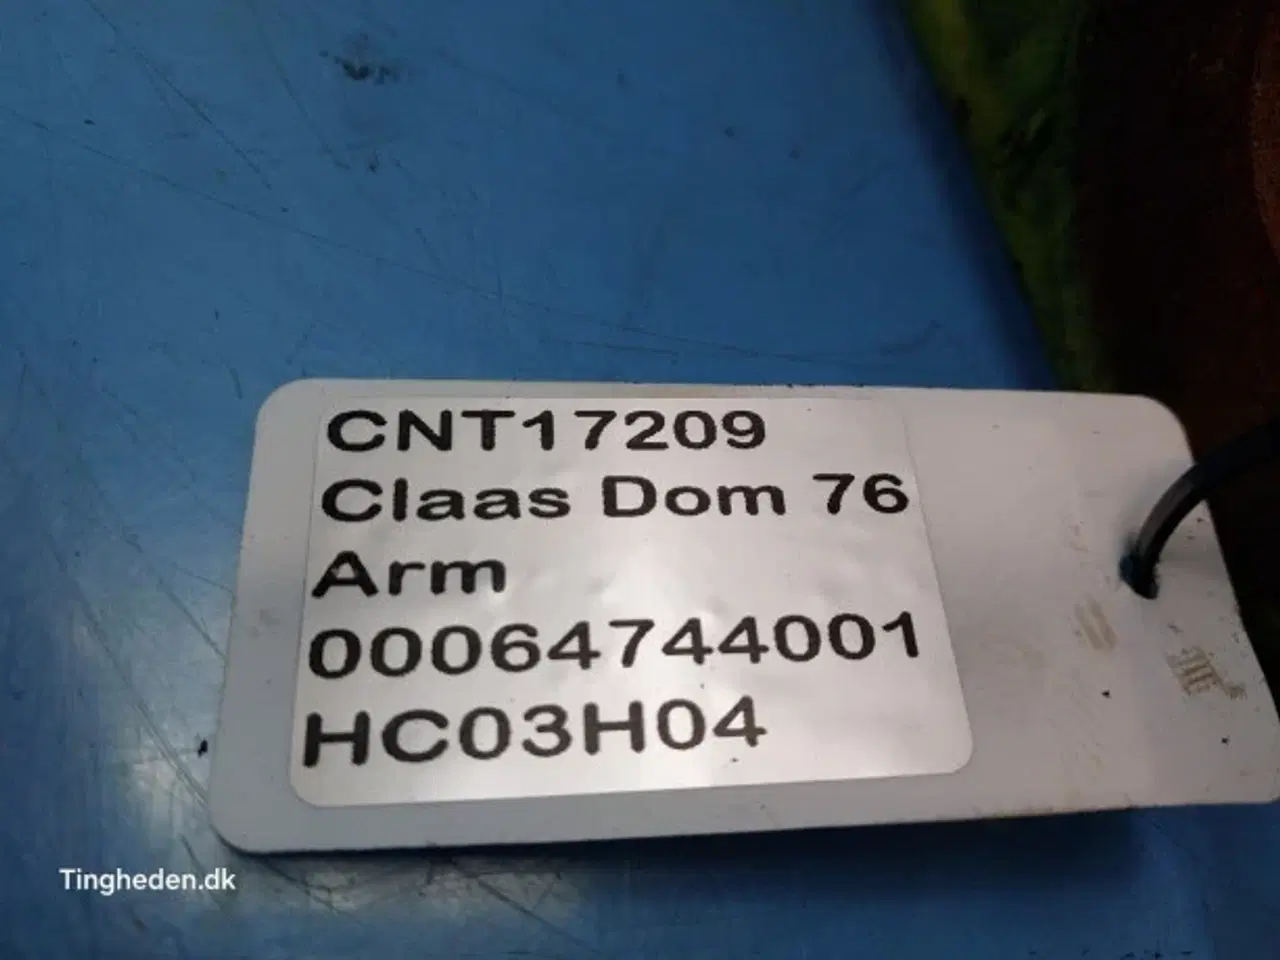 CNT17209
Claas Dom 76
Arm
00064744001
HC03H04
Tingheden.dk